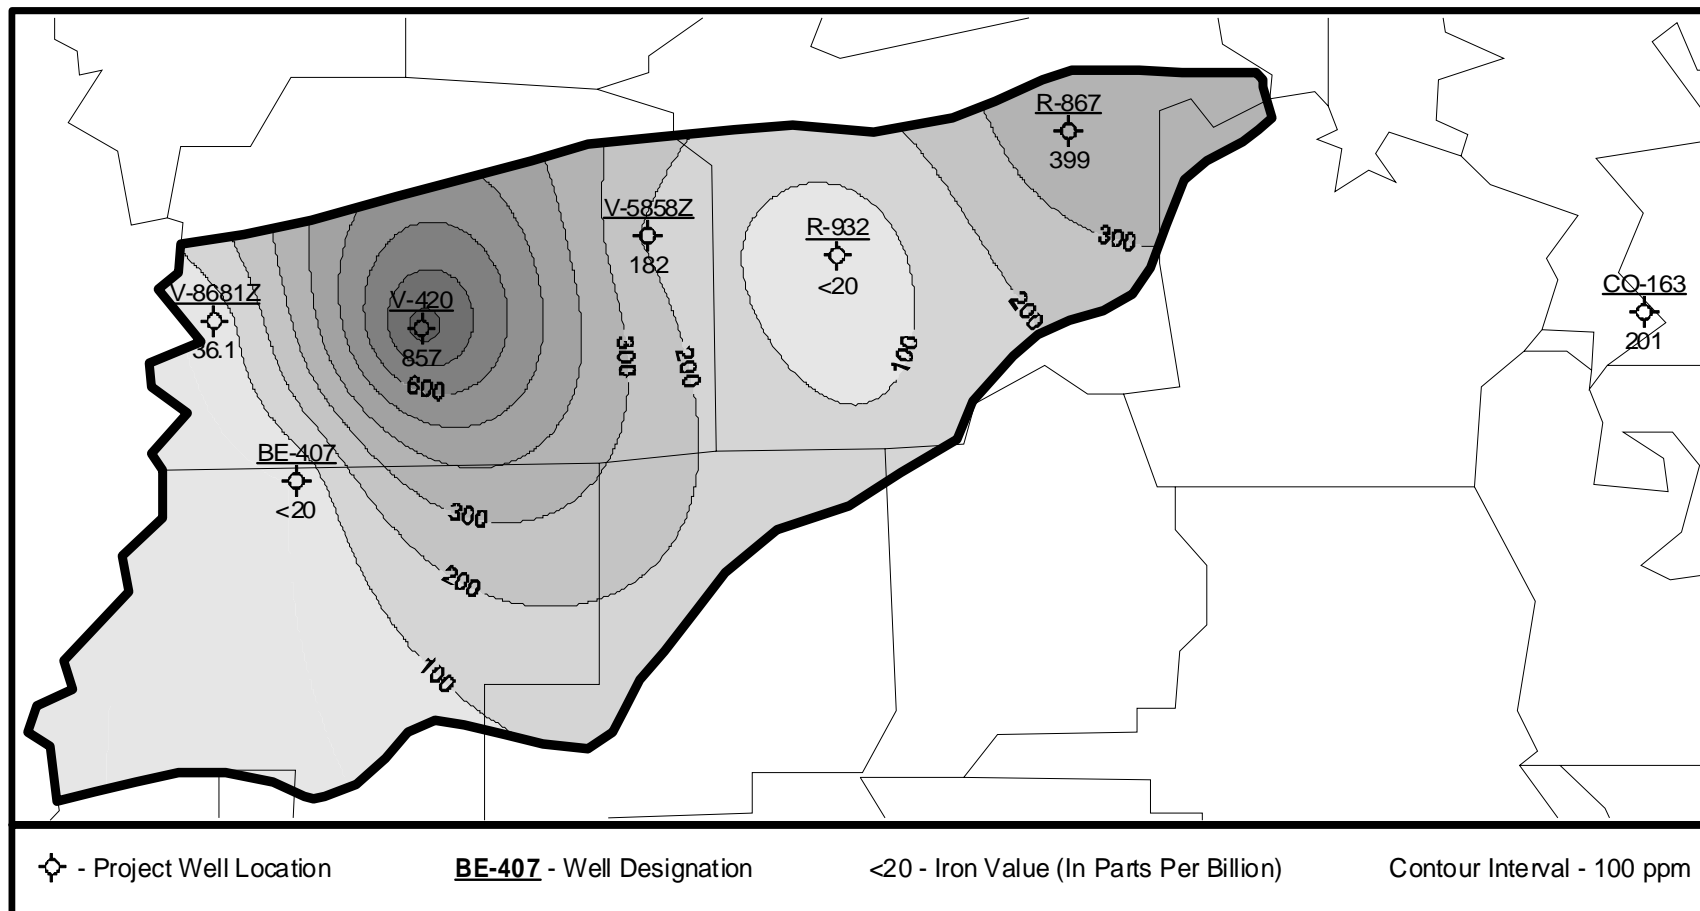 R-867
399
V-5858Z
182
R-932
<20
300
V-8681Z
36.1
V-420
857
600
300
200
100
200
CO-163
201
BE-407
<20
300
200
100
- Project Well Location
BE-407 - Well Designation
<20 - Iron Value (In Parts Per Billion)
Contour Interval - 100 ppm